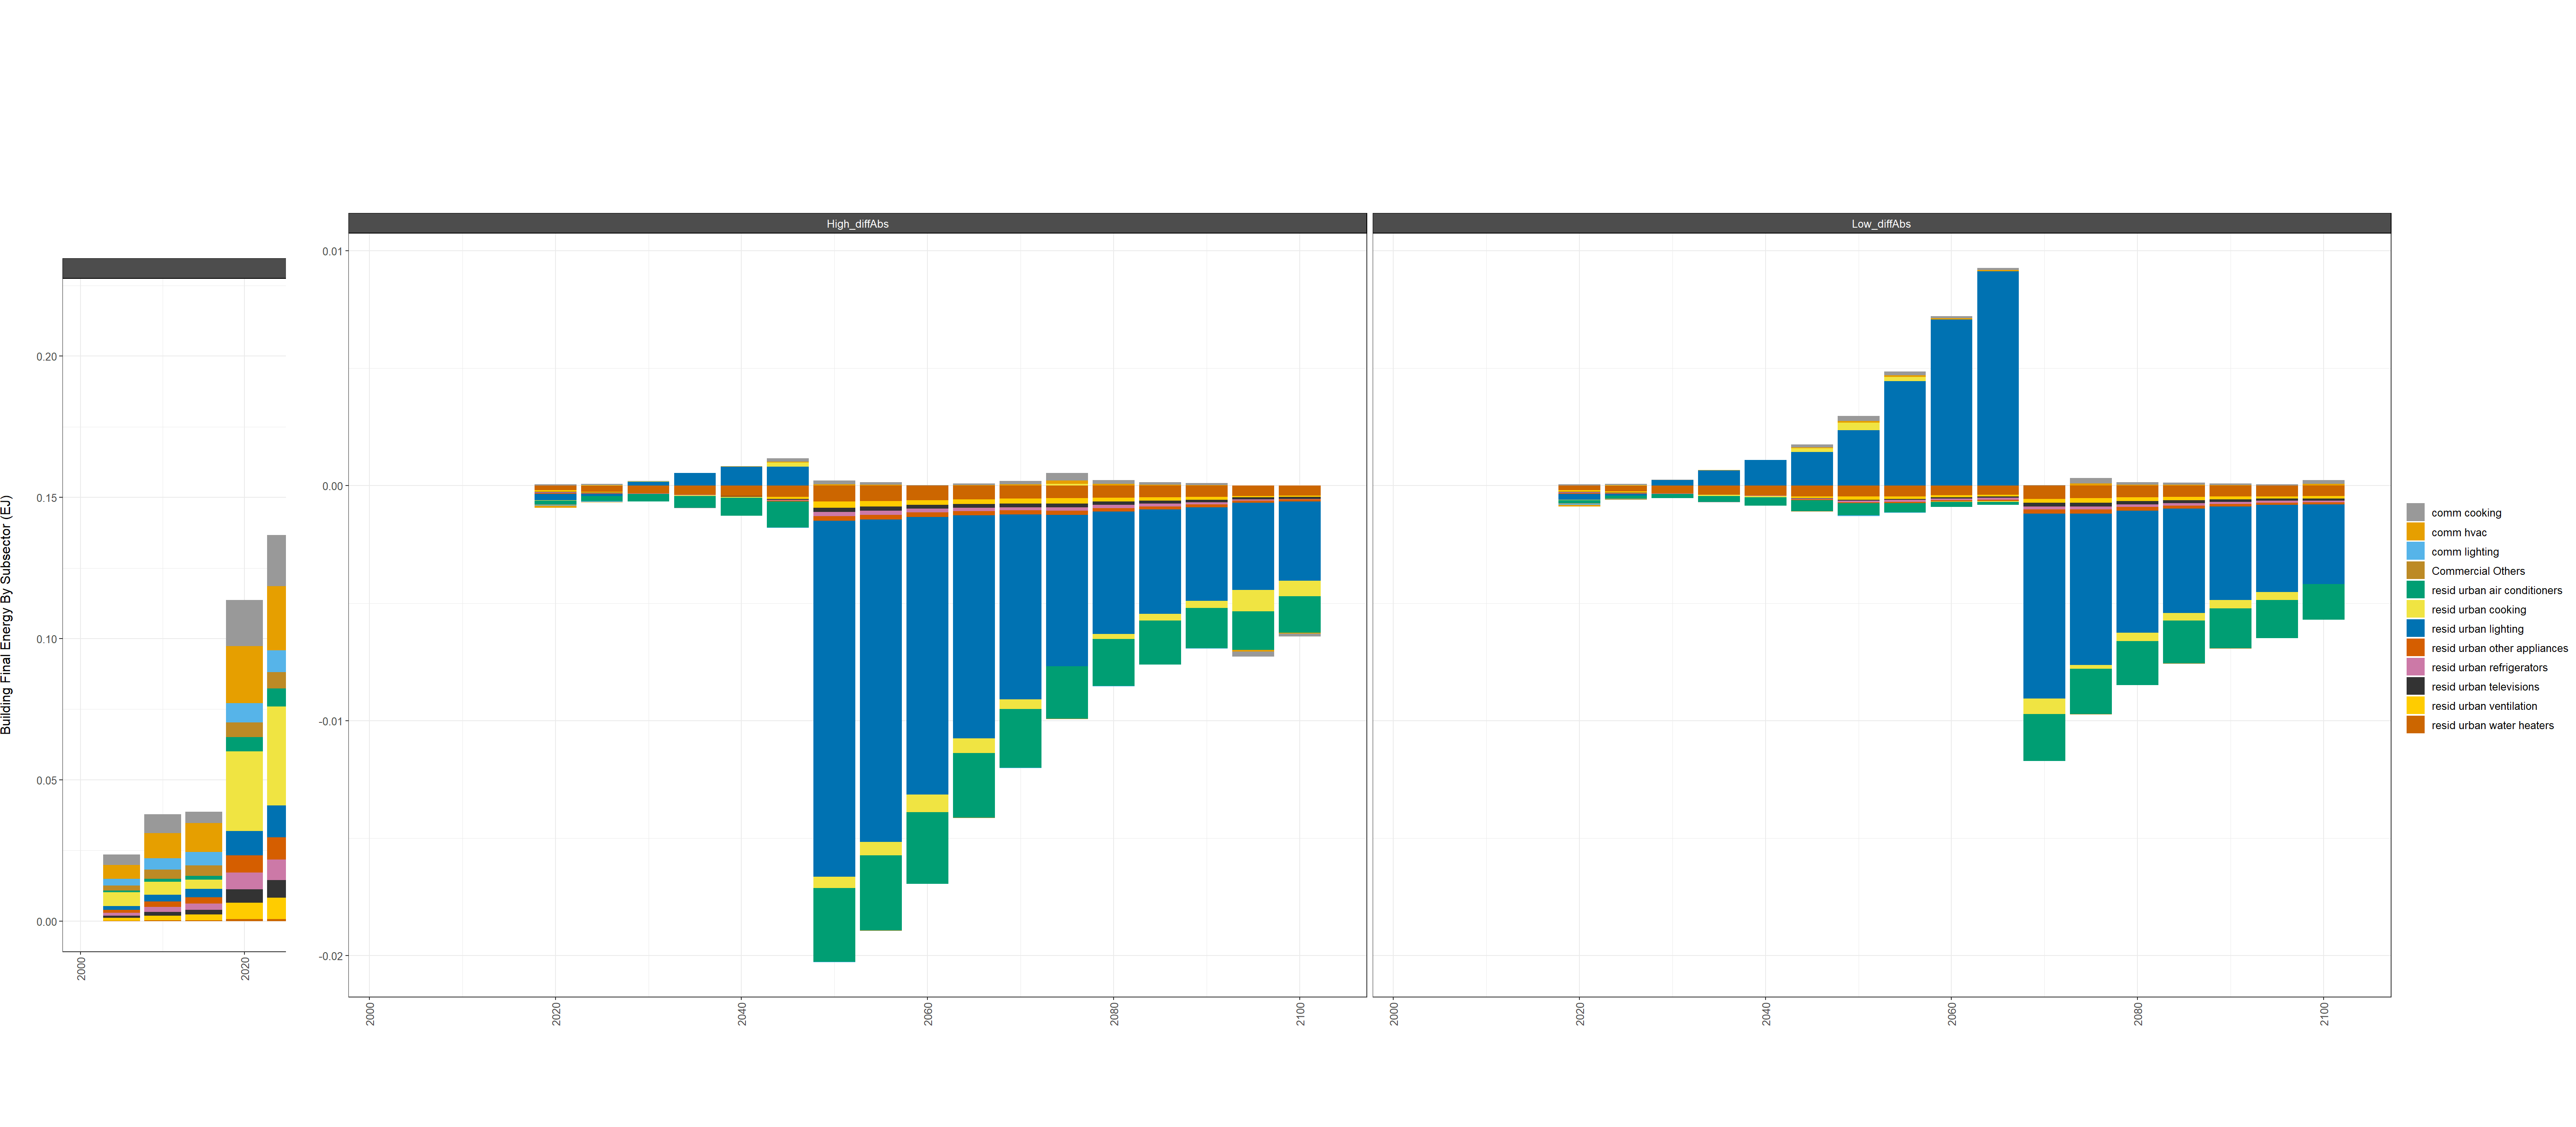 High_diffAbs
Low_diffAbs
Building Final Energy By Subsector (EJ)
0.20
0.15
0.10
0.05
0.00
2000
2020
0.01
0.00
-0.01
-0.02
2000
2020
2040
2060
2080
2100
2000
2020
2040
2060
2080
2100
comm cooking
comm hvac
comm lighting
Commercial Others
resid urban air conditioners
resid urban cooking
resid urban lighting
resid urban other appliances
resid urban refrigerators
resid urban televisions
resid urban ventilation
resid urban water heaters